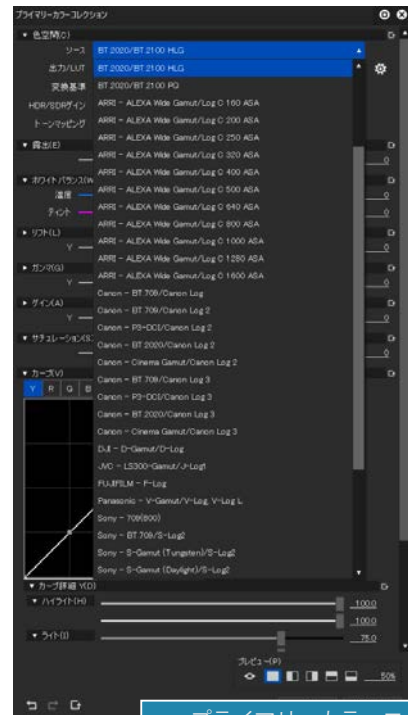 プライマリーカラーコレクション
色空間(C)
ソース BT.2020/BT.2100 HLG
出力/LUT BT.2020/BT.2100 HLG
変換基準 BT.2020/BT.2100 PQ
HDR/SDRゲイン ARRI - ALEXA Wide Gamut/Log C 160 ASA
トーンマッピング ARRI - ALEXA Wide Gamut/Log C 200 ASA
ARRI - ALEXA Wide Gamut/Log C 250 ASA
露出(E)
ARRI - ALEXA Wide Gamut/Log C 320 ASA
0
ARRI - ALEXA Wide Gamut/Log C 400 ASA
ホワイトバランス(W
ARRI - ALEXA Wide Gamut/Log C 500 ASA
温度 0
ARRI - ALEXA Wide Gamut/Log C 640 ASA
ティント 0
ARRI - ALEXA Wide Gamut/Log C 800 ASA
リフト(L)
ARRI - ALEXA Wide Gamut/Log C 1000 ASA
Y 0
ARRI - ALEXA Wide Gamut/Log C 1280 ASA
ガンマ(G)
ARRI - ALEXA Wide Gamut/Log C 1600 ASA
Y 0
Canon - BT.709/Canon Log
ゲイン(A)
Canon - BT.709/Canon Log 2
Y 0
Canon - P3-DCI/Canon Log 2
サチュレーション(S
Canon - BT.2020/Canon Log 2
0
Canon - Cinema Gamut/Canon Log 2
カーブ(V)
Canon - BT.709/Canon Log 3
Y R G B
Canon - P3-DCI/Canon Log 3
Canon - BT.2020/Canon Log 3
Canon - Cinema Gamut/Canon Log 3
DJI - D-Gamut/D-Log
JVC - LS300-Gamut/J-Log1
FUJIFILM - F-Log
Panasonic - V-Gamut/V-Log, V-Log L
Sony - 709(800)
Sony - BT.709/S-Log2
Sony - S-Gamut (Tungsten)/S-Log2
Sony - S-Gamut (Daylight)/S-Log2
カーブ詳細 Y(D)
ハイライト(H) 100.0
100.0
ライト(I) 75.0
プレビュー(P)
50%